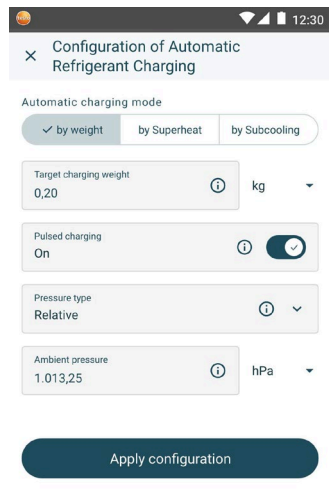 testo
12:30
Configuration of Automatic
Refrigerant Charging
Automatic charging mode
by weight by Superheat by Subcooling
Target charging weight
0,20
kg
Pulsed charging
On
Pressure type
Relative
Ambient pressure
1.013,25
hPa
Apply configuration